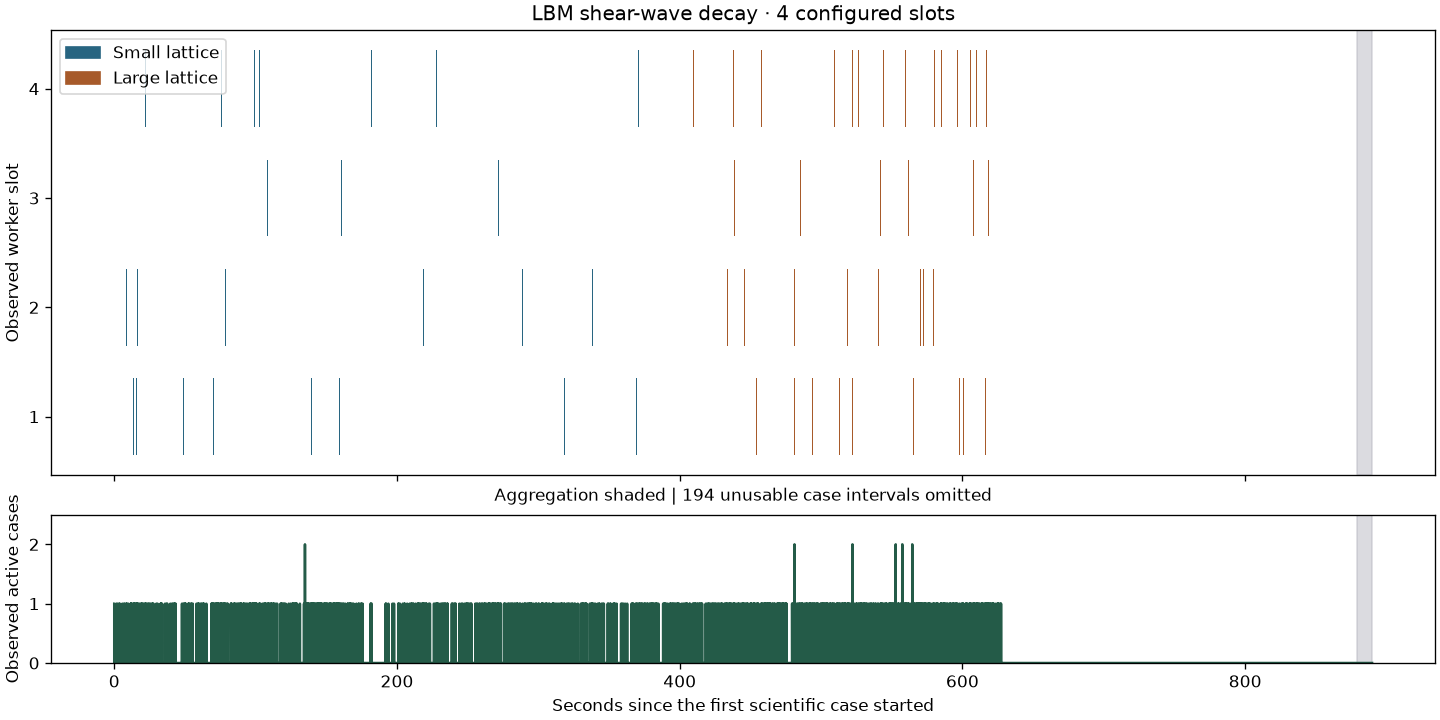 LBM shear-wave decay · 4 configured slots
Small lattice
Large lattice
Observed worker slot
4
3
2
1
Aggregation shaded | 194 unusable case intervals omitted
Observed active cases
2
1
0
0 200 400 600 800
Seconds since the first scientific case started